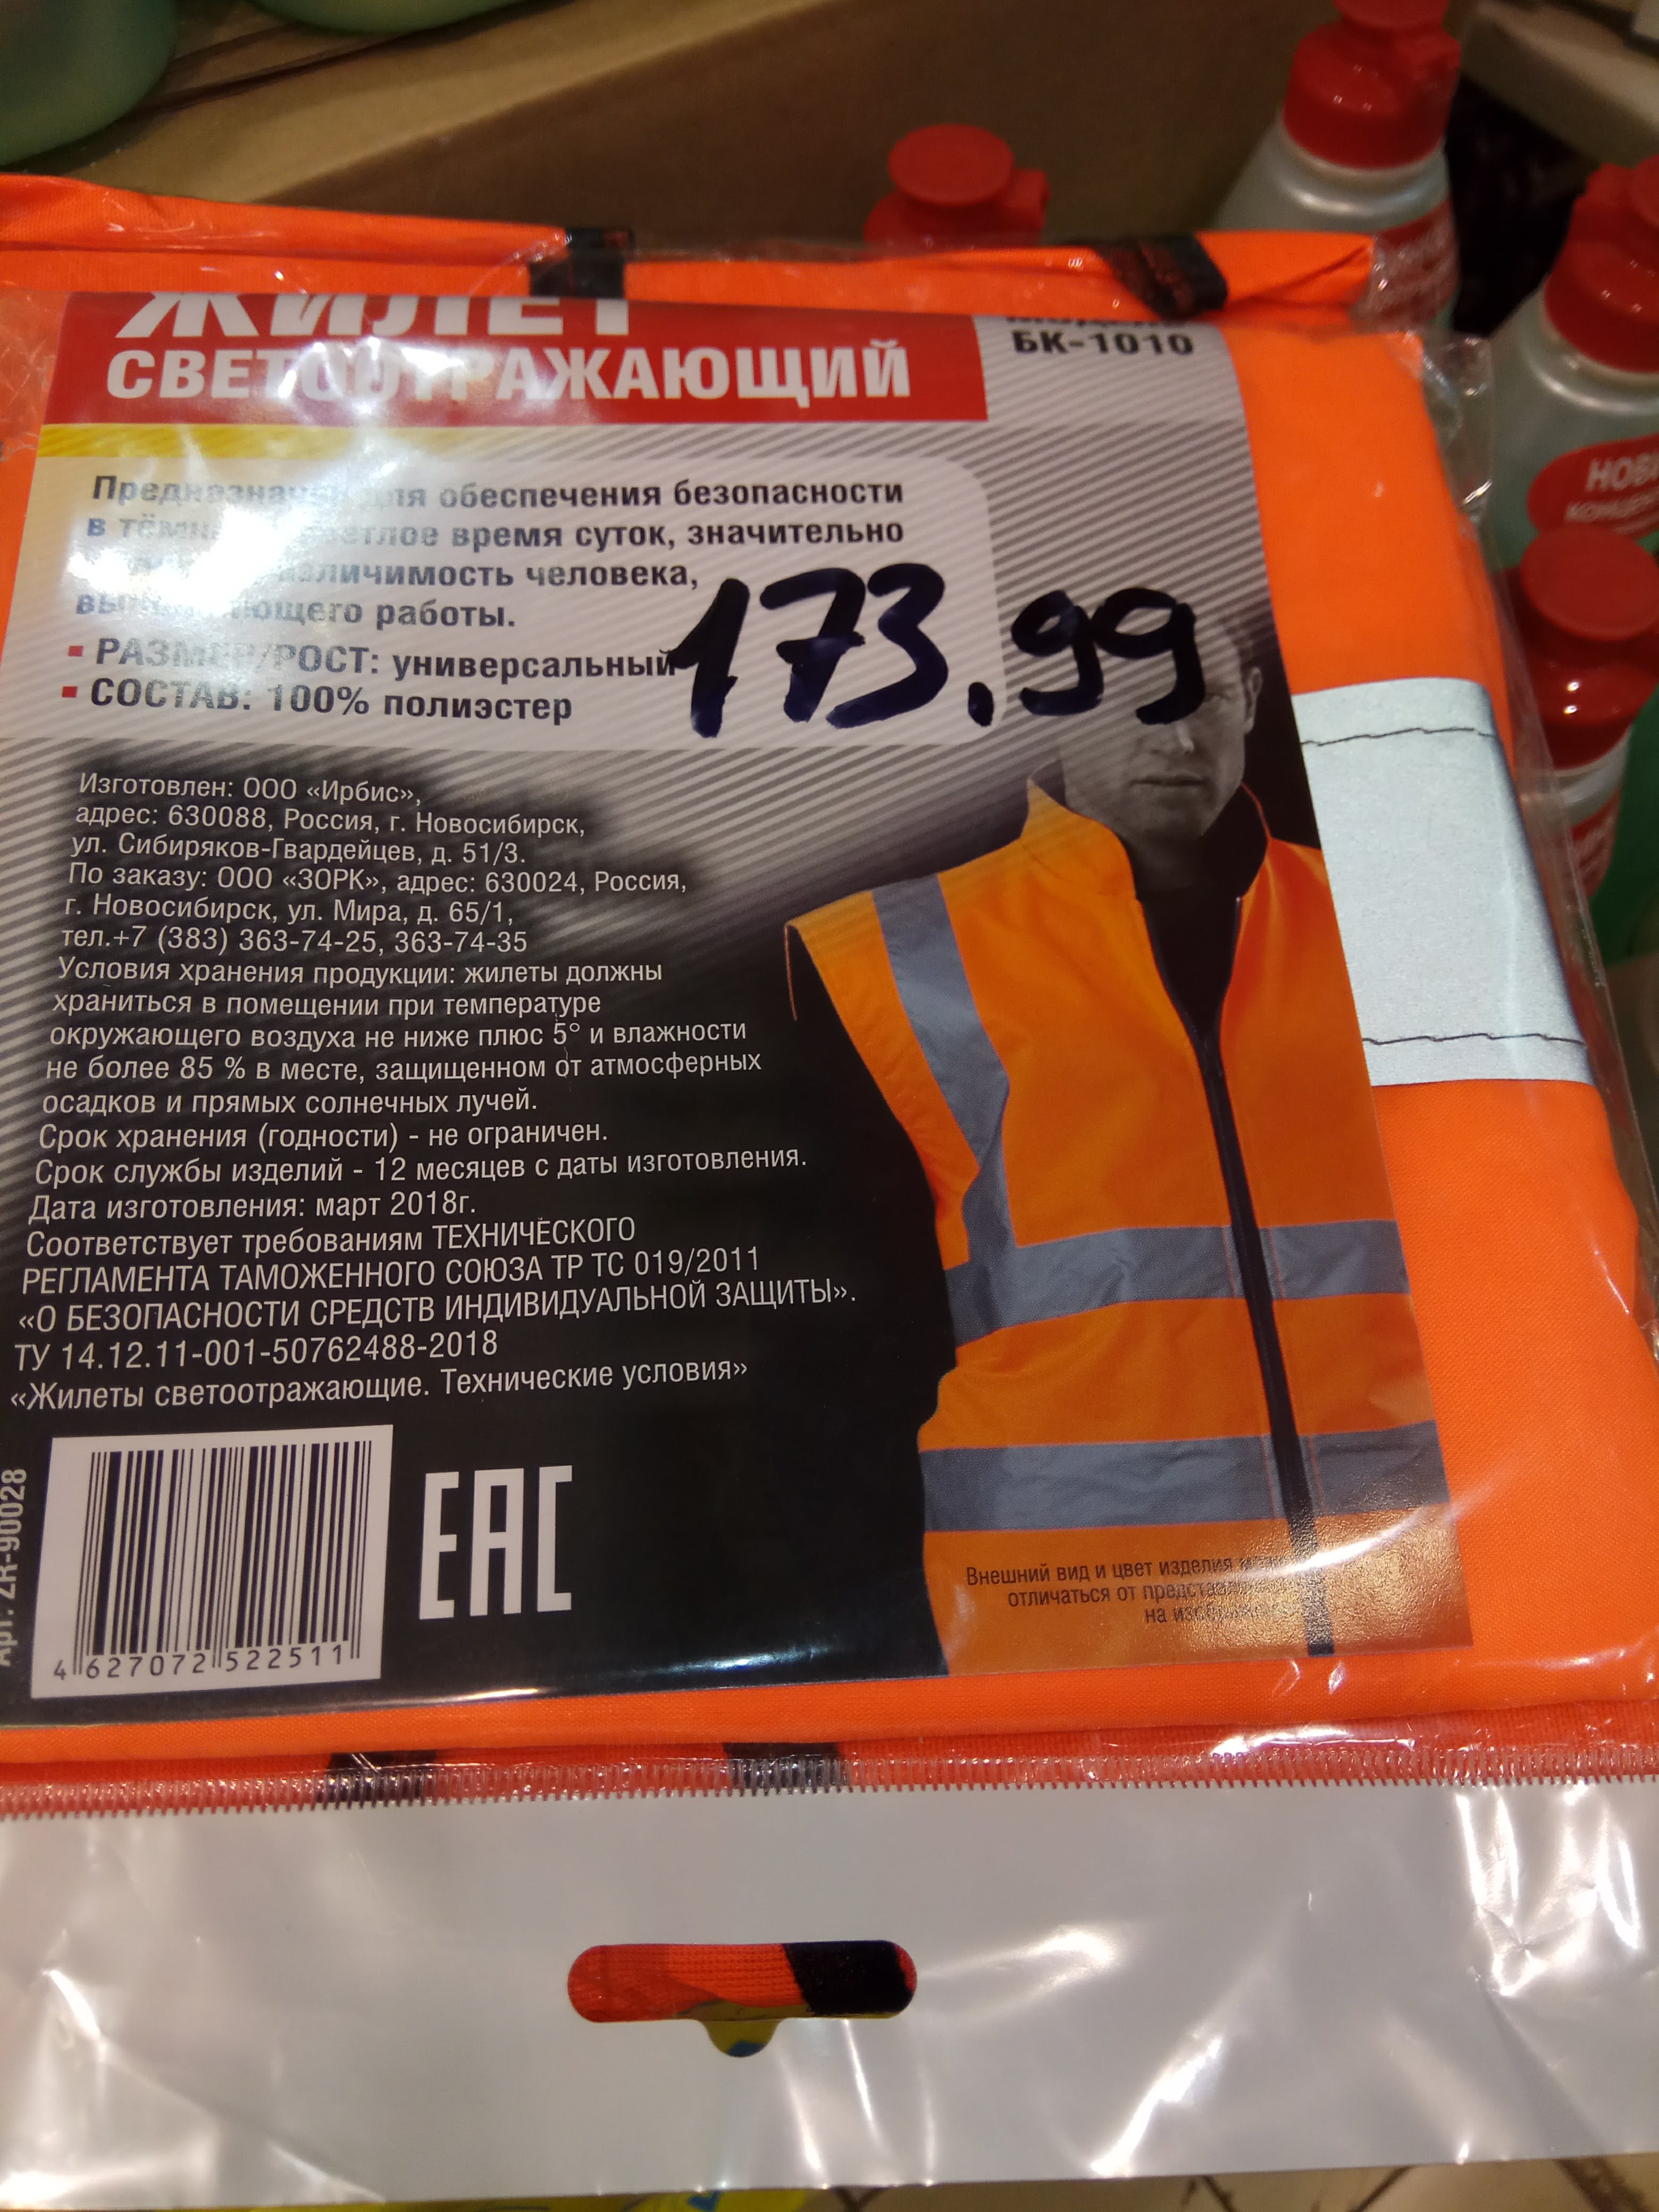 ЖИЛЕТ
СВЕТООТРАЖАЮЩИЙ
БК-1010
Предназначен для обеспечения безопасности
в тёмное светлое время суток, значительно
человека,
работы.
173.99
РАЗМЕР/РОСТ: универсальный
СОСТАВ: 100% полиэстер
Изготовлен: ООО «Ирбис»,
адрес: 630088, Россия, г. Новосибирск,
ул. Сибиряков-Гвардейцев, д. 51/3.
По заказу: ООО «ЗОРК», адрес: 630024, Россия,
г. Новосибирск, ул. Мира, д. 65/1,
тел.+7 (383) 363-74-25, 363-74-35
Условия хранения продукции: жилеты должны
храниться в помещении при температуре
окружающего воздуха не ниже плюс 5° и влажности
не более 85 % в месте, защищенном от атмосферных
осадков и прямых солнечных лучей.
Срок хранения (годности) - не ограничен.
Срок службы изделий - 12 месяцев с даты изготовления.
Дата изготовления: март 2018г.
Соответствует требованиям ТЕХНИЧЕСКОГО
РЕГЛАМЕНТА ТАМОЖЕННОГО СОЮЗА ТР ТС 019/2011
«О БЕЗОПАСНОСТИ СРЕДСТВ ИНДИВИДУАЛЬНОЙ ЗАЩИТЫ».
ТУ 14.12.11-001-50762488-2018
«Жилеты светоотражающие. Технические условия»
Арт. ZR-90028
4 627072 522511
ЕАС
Внешний вид и цвет изделия
отличаться от
на